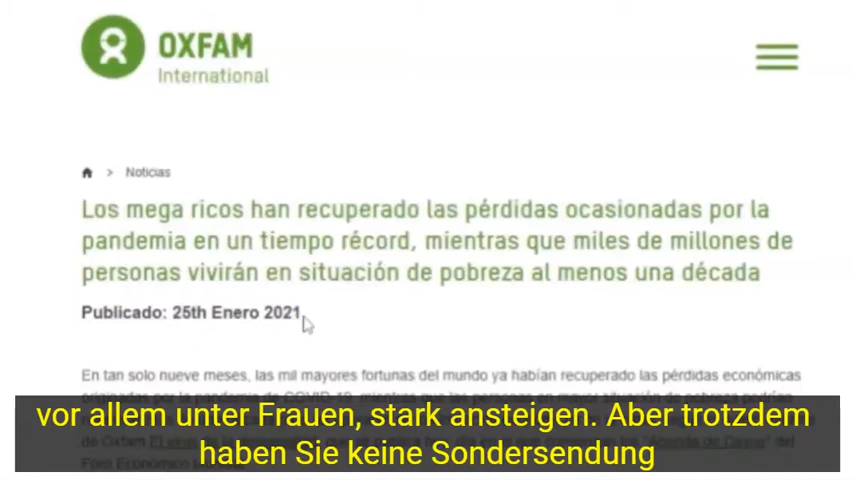 OXFAM
International
Noticias
Los mega ricos han recuperado las pérdidas ocasionadas por la
pandemia en un tiempo récord, mientras que miles de millones de
personas vivirán en situación de pobreza al menos una década
Publicado: 25th Enero 2021
En tan solo nueve meses, las mil mayores fortunas del mundo ya habían recuperado las pérdidas económicas
vor allem unter Frauen, stark ansteigen. Aber trotzdem
haben Sie keine Sondersendung